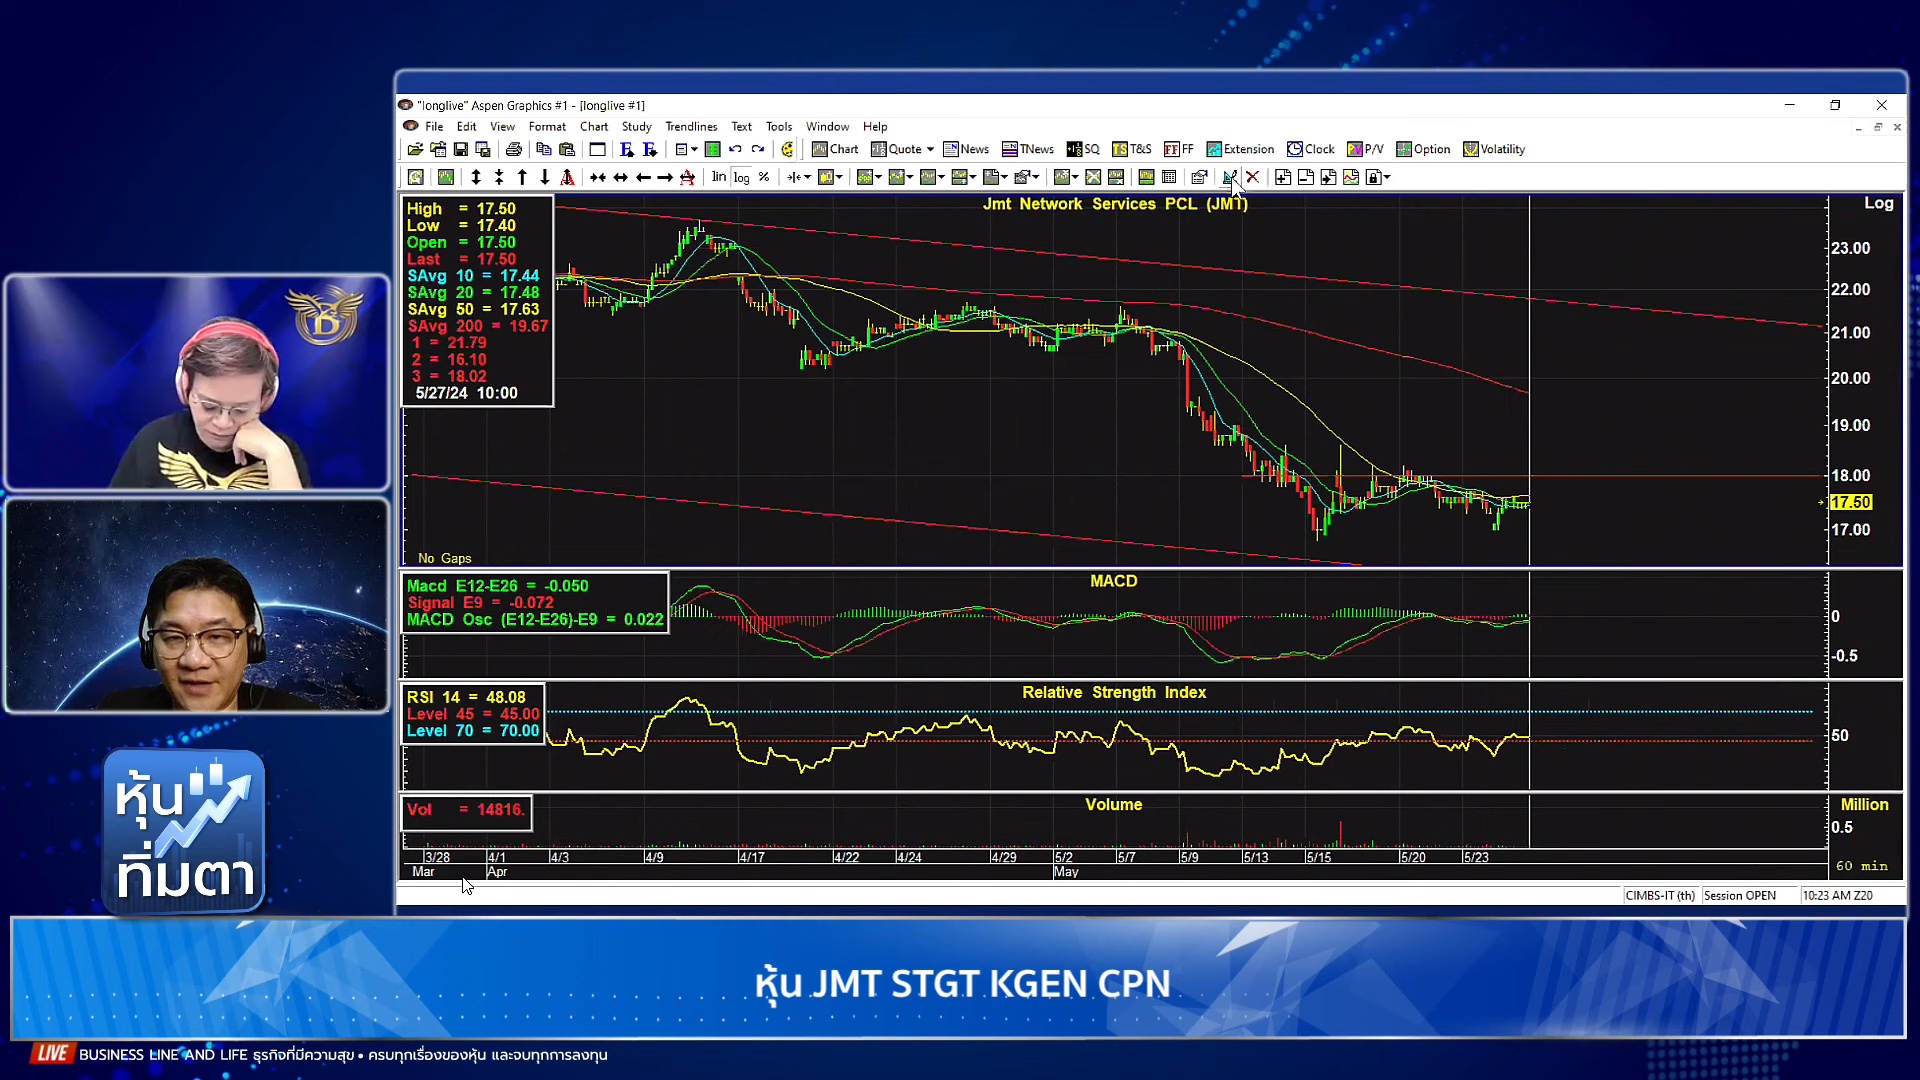 "longlive" Aspen Graphics #1 - [longlive #1]
File Edit View Format Chart Study Trendlines Text Tools Window Help
Chart Quote News TNews SQ T&S FF Extension Clock P/V Option Volatility
lin log %
Jmt Network Services PCL (JMT)
Log
High = 17.50
Low = 17.40
Open = 17.50
Last = 17.50
SAvg 10 = 17.44
SAvg 20 = 17.48
SAvg 50 = 17.63
SAvg 200 = 19.67
1 = 21.79
2 = 16.10
3 = 18.02
5/27/24 10:00
23.00
22.00
21.00
20.00
19.00
18.00
17.50
17.00
No Gaps
MACD
Macd E12-E26 = -0.050
Signal E9 = -0.072
MACD Osc (E12-E26)-E9 = 0.022
0
-0.5
Relative Strength Index
RSI 14 = 48.08
Level 45 = 45.00
Level 70 = 70.00
50
Volume
Vol = 14816.
Million
0.5
3/28 4/1 4/3 4/9 4/17 4/22 4/24 4/29 5/2 5/7 5/9 5/13 5/15 5/20 5/23
Mar Apr May
60 min
CIMBS-IT (th) Session OPEN 10:23 AM Z20
หุ้น
ทิ่มตา
หุ้น JMT STGT KGEN CPN
LIVE BUSINESS LINE AND LIFE ธุรกิจที่มีความสุข • ครบทุกเรื่องของหุ้น และจบทุกการลงทุน